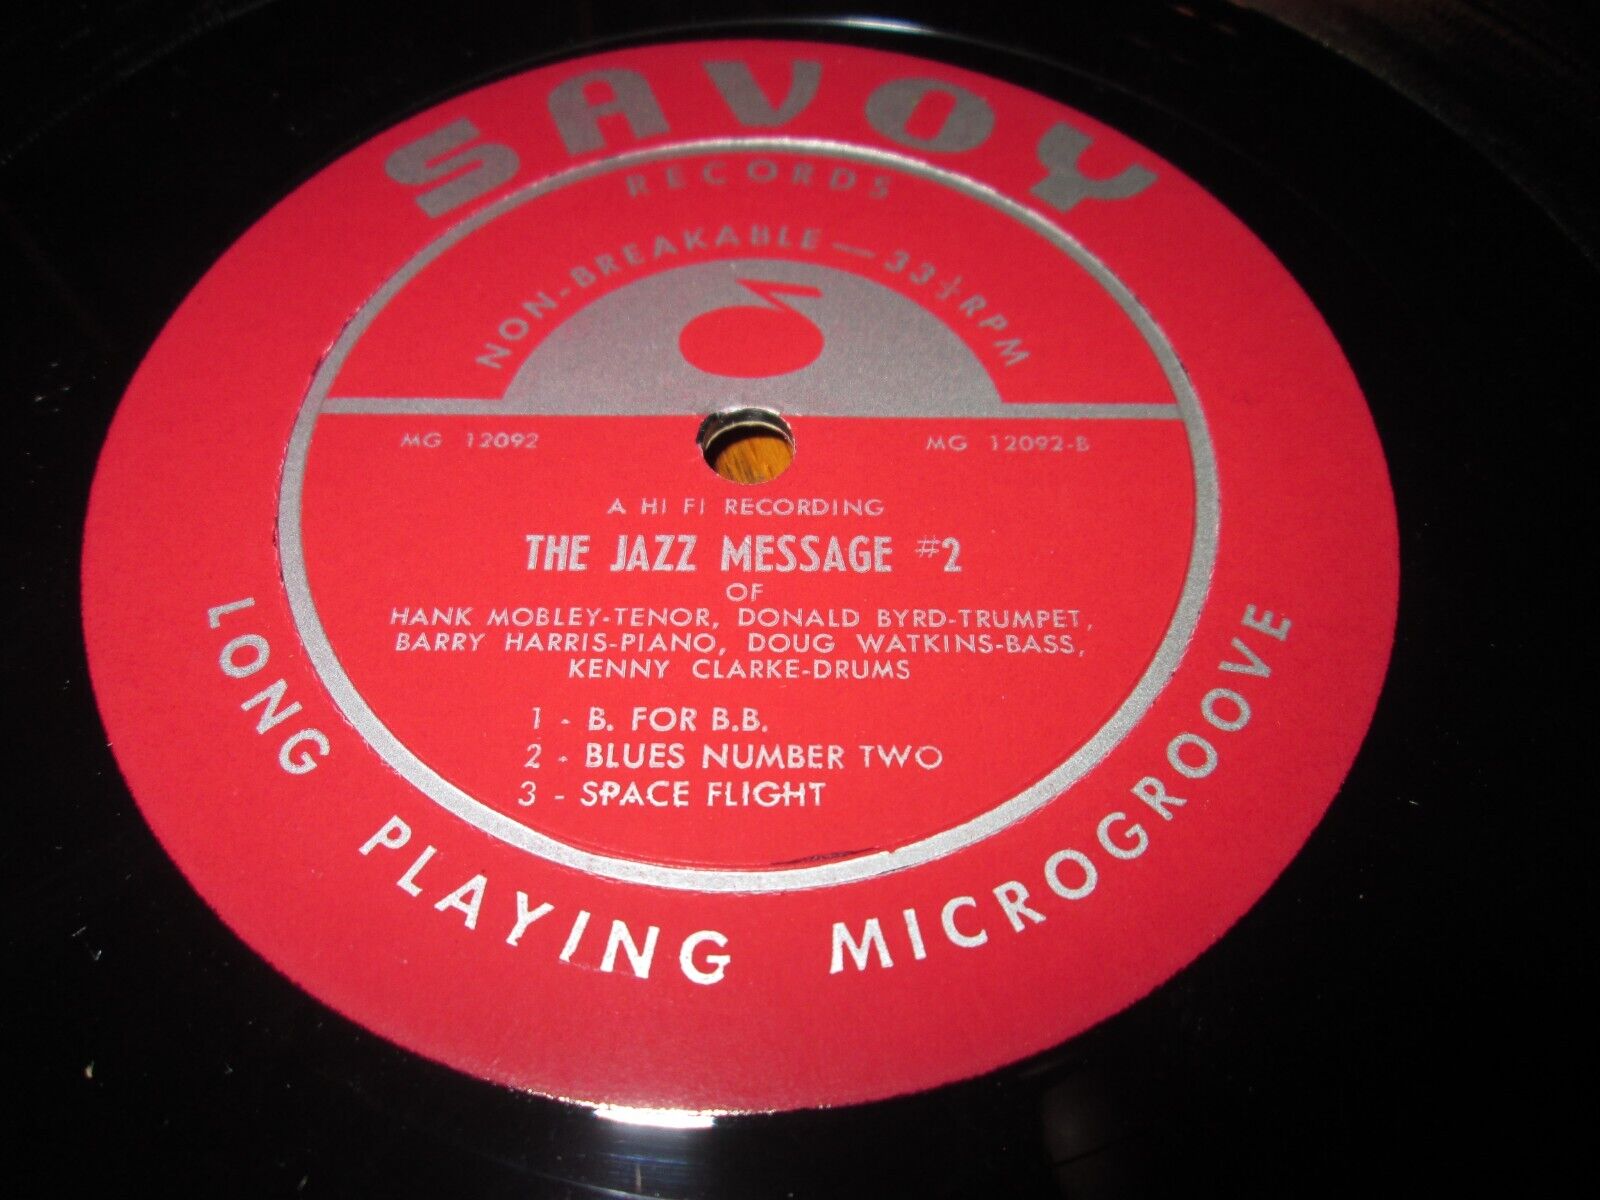 SAVOY
RECORDS
NON-BREAKABLE — 33⅓ RPM
MG 12092
MG 12092-B
A HI FI RECORDING
THE JAZZ MESSAGE #2
OF
HANK MOBLEY-TENOR, DONALD BYRD-TRUMPET,
BARRY HARRIS-PIANO, DOUG WATKINS-BASS,
KENNY CLARKE-DRUMS
1 - B. FOR B.B.
2 - BLUES NUMBER TWO
3 - SPACE FLIGHT
LONG PLAYING MICROGROOVE